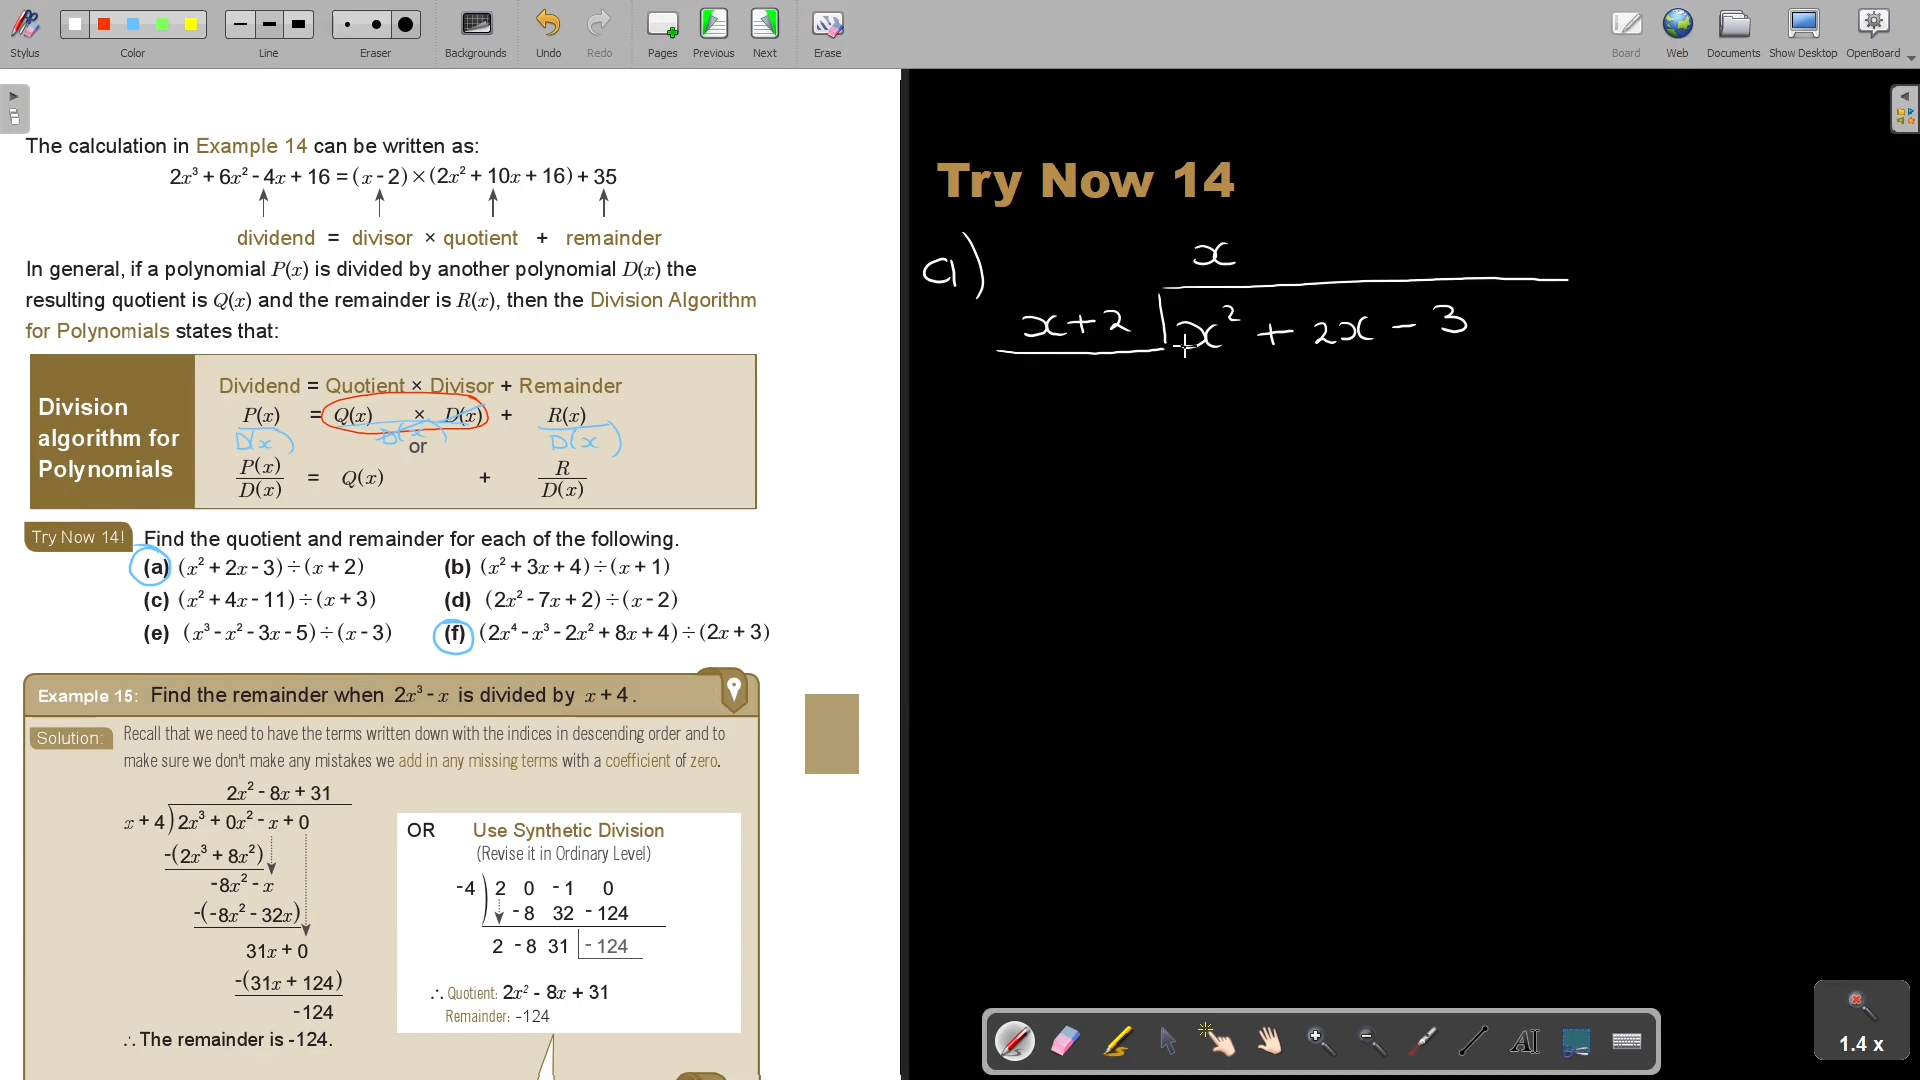 Stylus Color Line Eraser Backgrounds Undo Redo Pages Previous Next Erase Board Web Documents Show Desktop OpenBoard
The calculation in Example 14 can be written as:
2x³ + 6x² - 4x + 16 = (x - 2) × (2x² + 10x + 16) + 35
dividend = divisor × quotient + remainder
In general, if a polynomial P(x) is divided by another polynomial D(x) the
resulting quotient is Q(x) and the remainder is R(x), then the Division Algorithm
for Polynomials states that:
Division
algorithm for
Polynomials
Dividend = Quotient × Divisor + Remainder
P(x) = Q(x) × D(x) + R(x)
D(x) D(x) D(x)
or
P(x)/D(x) = Q(x) + R/D(x)
Try Now 14! Find the quotient and remainder for each of the following.
(a) (x² + 2x - 3) ÷ (x + 2) (b) (x² + 3x + 4) ÷ (x + 1)
(c) (x² + 4x - 11) ÷ (x + 3) (d) (2x² - 7x + 2) ÷ (x - 2)
(e) (x³ - x² - 3x - 5) ÷ (x - 3) (f) (2x⁴ - x³ - 2x² + 8x + 4) ÷ (2x + 3)
Example 15: Find the remainder when 2x³ - x is divided by x + 4.
Solution: Recall that we need to have the terms written down with the indices in descending order and to
make sure we don't make any mistakes we add in any missing terms with a coefficient of zero.
2x² - 8x + 31
x + 4)2x³ + 0x² - x + 0
-(2x³ + 8x²)
-8x² - x
-(-8x² - 32x)
31x + 0
-(31x + 124)
-124
∴ The remainder is -124.
OR Use Synthetic Division
(Revise it in Ordinary Level)
-4) 2 0 -1 0
-8 32 -124
2 -8 31 -124
∴ Quotient: 2x² - 8x + 31
Remainder: -124
Try Now 14
a) x
x+2 x² + 2x - 3
1.4 x